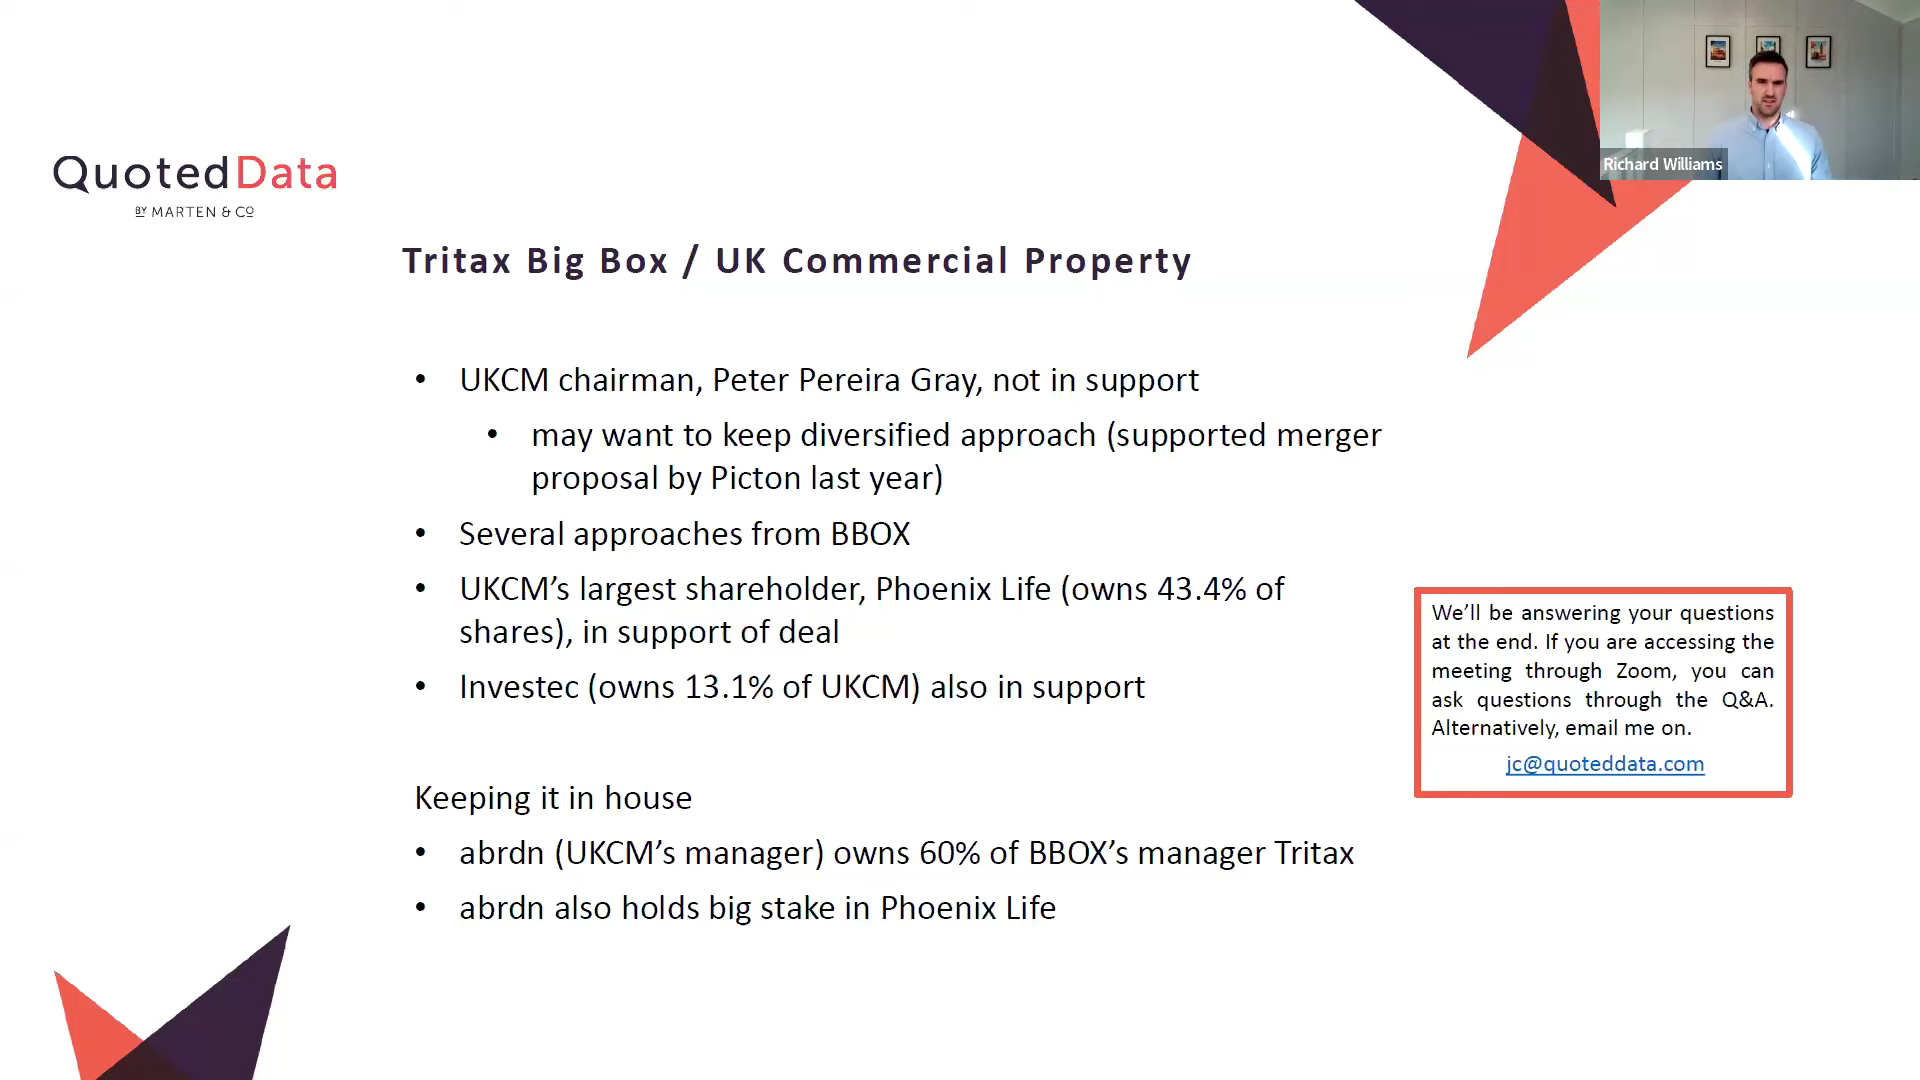 QuotedData
BY MARTEN & CO
Richard Williams
Tritax Big Box / UK Commercial Property
• UKCM chairman, Peter Pereira Gray, not in support
• may want to keep diversified approach (supported merger
proposal by Picton last year)
• Several approaches from BBOX
• UKCM’s largest shareholder, Phoenix Life (owns 43.4% of
shares), in support of deal
• Investec (owns 13.1% of UKCM) also in support
Keeping it in house
• abrdn (UKCM’s manager) owns 60% of BBOX’s manager Tritax
• abrdn also holds big stake in Phoenix Life
We’ll be answering your questions
at the end. If you are accessing the
meeting through Zoom, you can
ask questions through the Q&A.
Alternatively, email me on.
jc@quoteddata.com